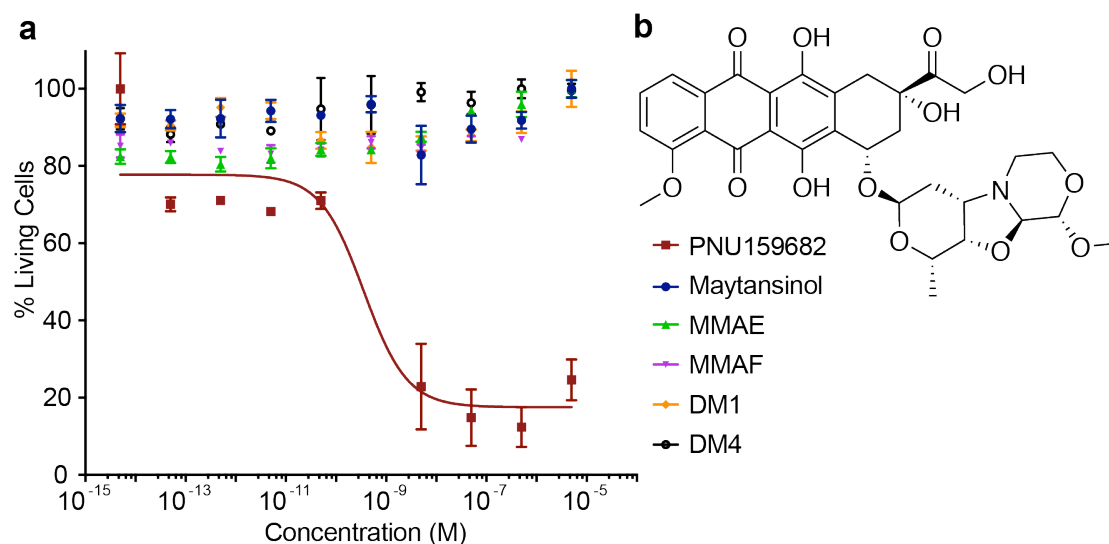 a
% Living Cells
100
80
60
40
20
0
10⁻¹⁵
10⁻¹³
10⁻¹¹
10⁻⁹
10⁻⁷
10⁻⁵
Concentration (M)
PNU159682
Maytansinol
MMAE
MMAF
DM1
DM4
b
O
OH
O
OH
OH
O
O
OH
O
N
O
O
O
O